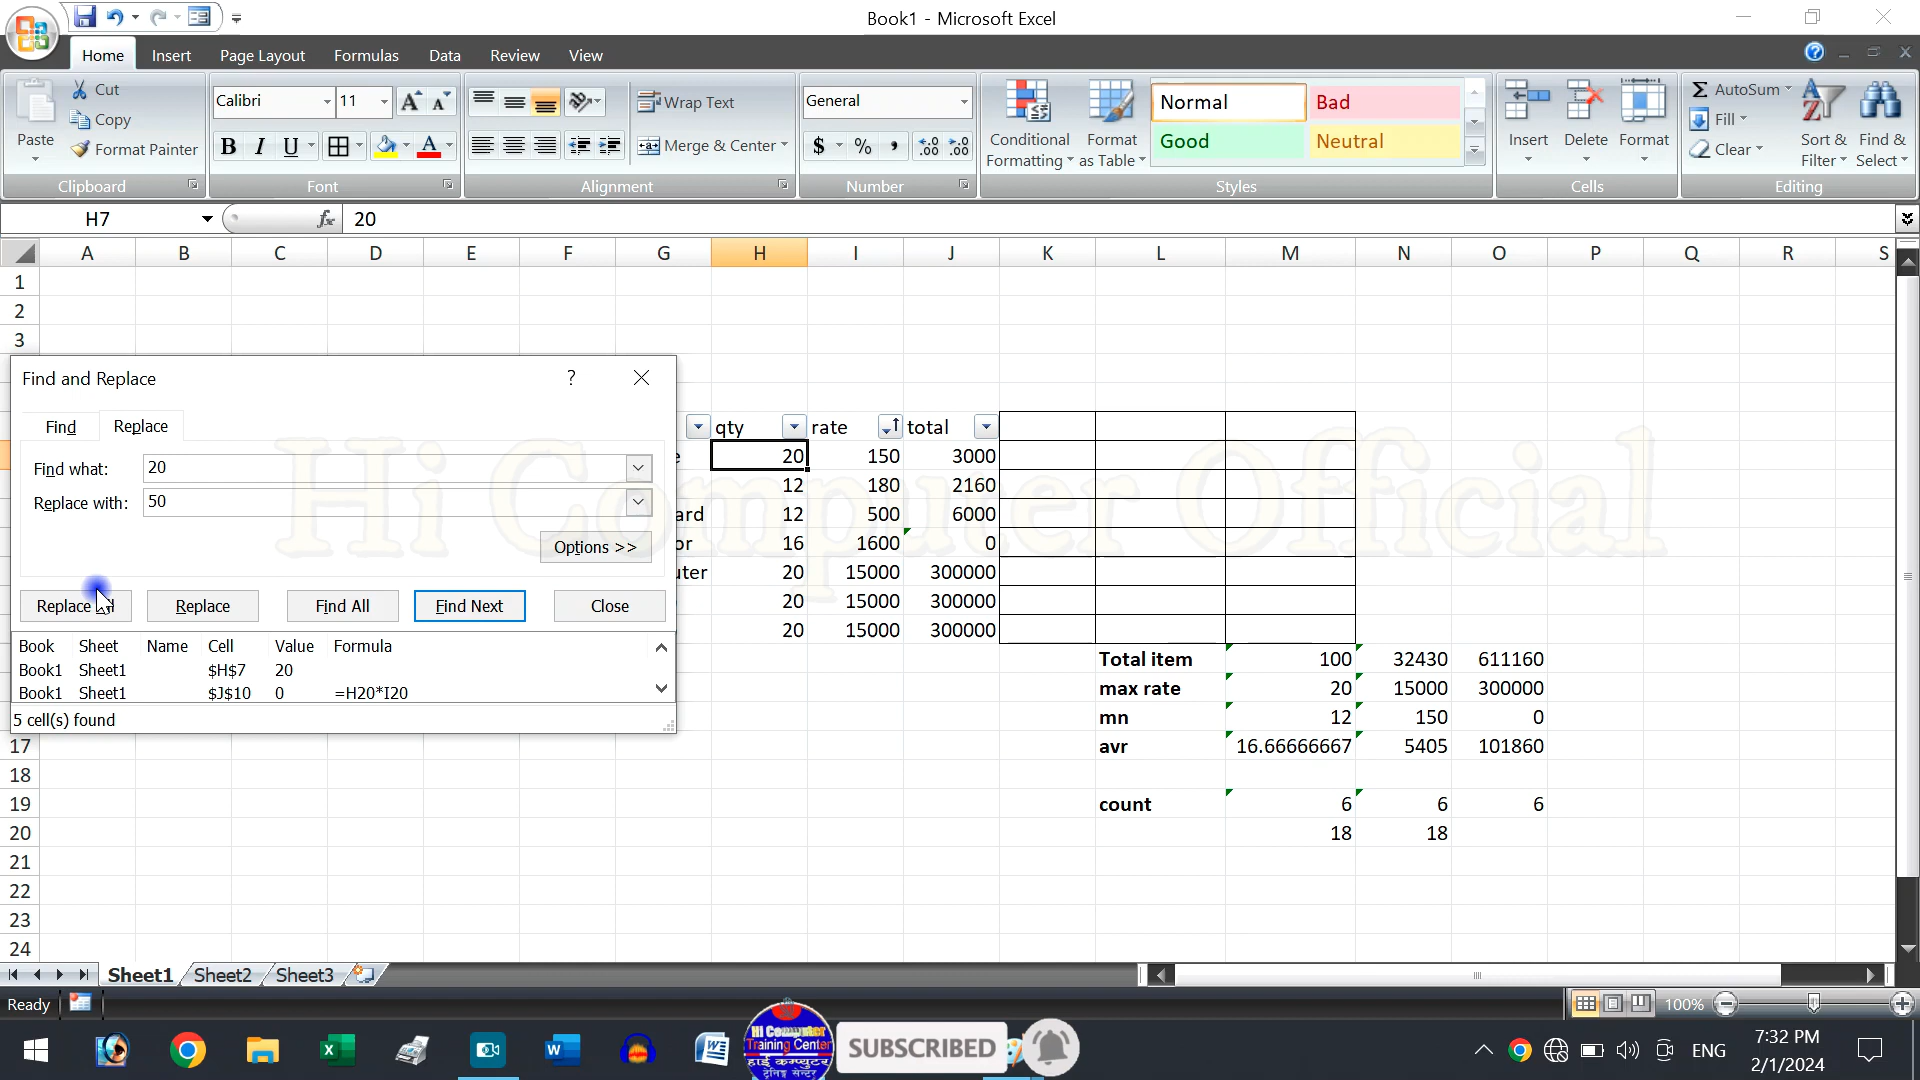 Book1 - Microsoft Excel
Home Insert Page Layout Formulas Data Review View
Paste
Cut
Copy
Format Painter
Clipboard
Calibri 11
B I U
Font
Wrap Text
Merge & Center
Alignment
General
$ % ,
Number
Conditional Formatting
Format as Table
Normal Bad
Good Neutral
Styles
Insert Delete Format
Cells
Σ AutoSum
Fill
Clear
Sort & Filter
Find & Select
Editing
H7 fx 20
A B C D E F G H I J K L M N O P Q R S
1
2
3
Find and Replace ?
Find Replace
Find what: 20
Replace with: 50
Options >>
Replace Replace Find All Find Next Close
Book Sheet Name Cell Value Formula
Book1 Sheet1 $H$7 20
Book1 Sheet1 $J$10 0 =H20*I20
5 cell(s) found
Hi Computer Official
qty rate total
20 150 3000
12 180 2160
ard 12 500 6000
or 16 1600 0
uter 20 15000 300000
20 15000 300000
20 15000 300000
Total item 100 32430 611160
max rate 20 15000 300000
mn 12 150 0
17 avr 16.66666667 5405 101860
18
19 count 6 6 6
20 18 18
21
22
23
24
Sheet1 Sheet2 Sheet3
Ready 100%
Hi Computer
Training Center
हाई कम्प्यूटर
ट्रेनिंग सेन्टर
SUBSCRIBED
ENG
7:32 PM
2/1/2024